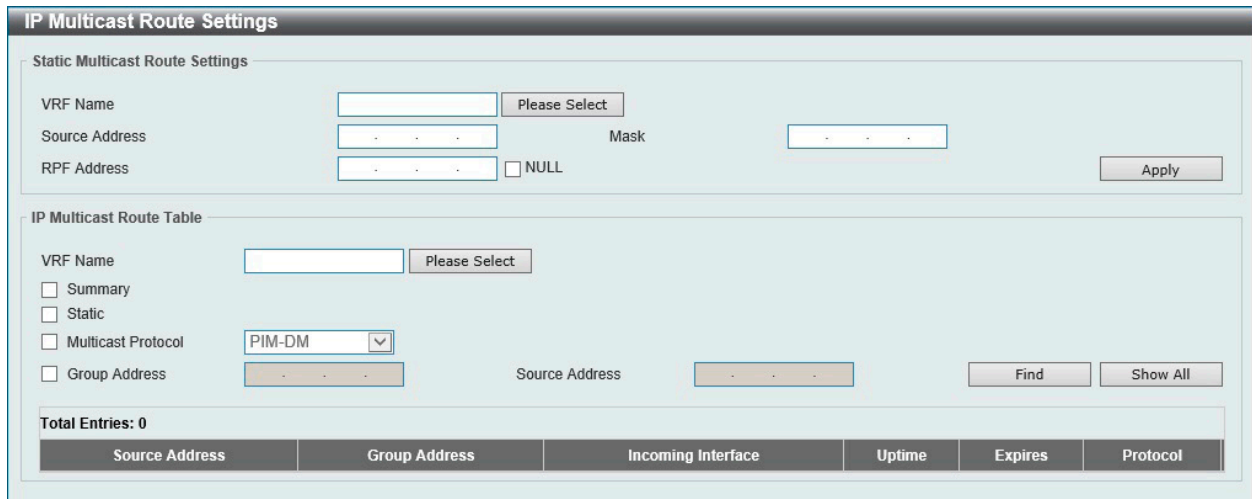 IP Multicast Route Settings
Static Multicast Route Settings
VRF Name Please Select
Source Address . . . Mask . . .
RPF Address . . . NULL Apply
IP Multicast Route Table
VRF Name Please Select
Summary
Static
Multicast Protocol PIM-DM
Group Address . . . Source Address . . . Find Show All
Total Entries: 0
Source Address Group Address Incoming Interface Uptime Expires Protocol